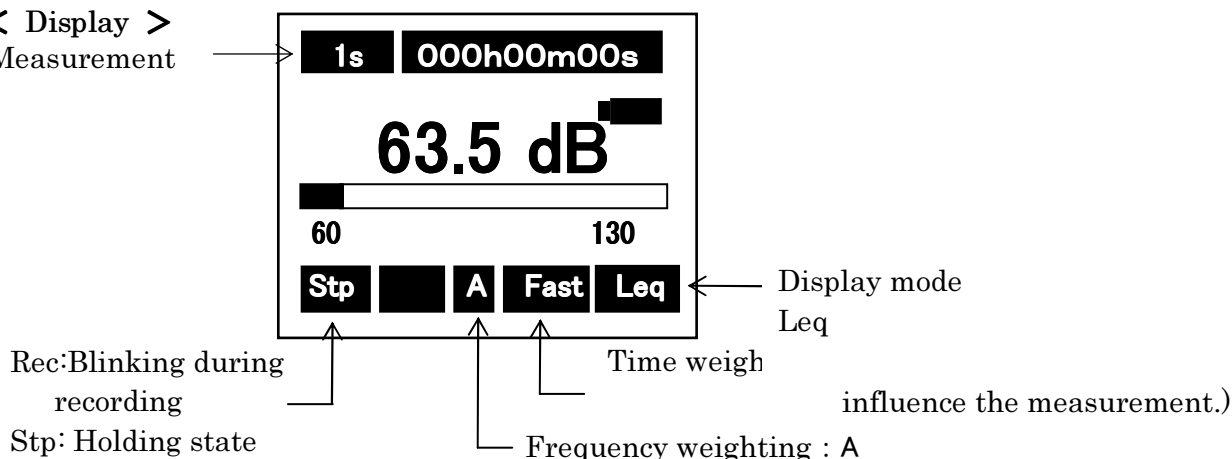 < Display >
Measurement
1s 000h00m00s
63.5 dB
60 130
Stp A Fast Leq
Display mode
Leq
Rec:Blinking during
recording
Stp: Holding state
Time weigh
influence the measurement.)
Frequency weighting : A